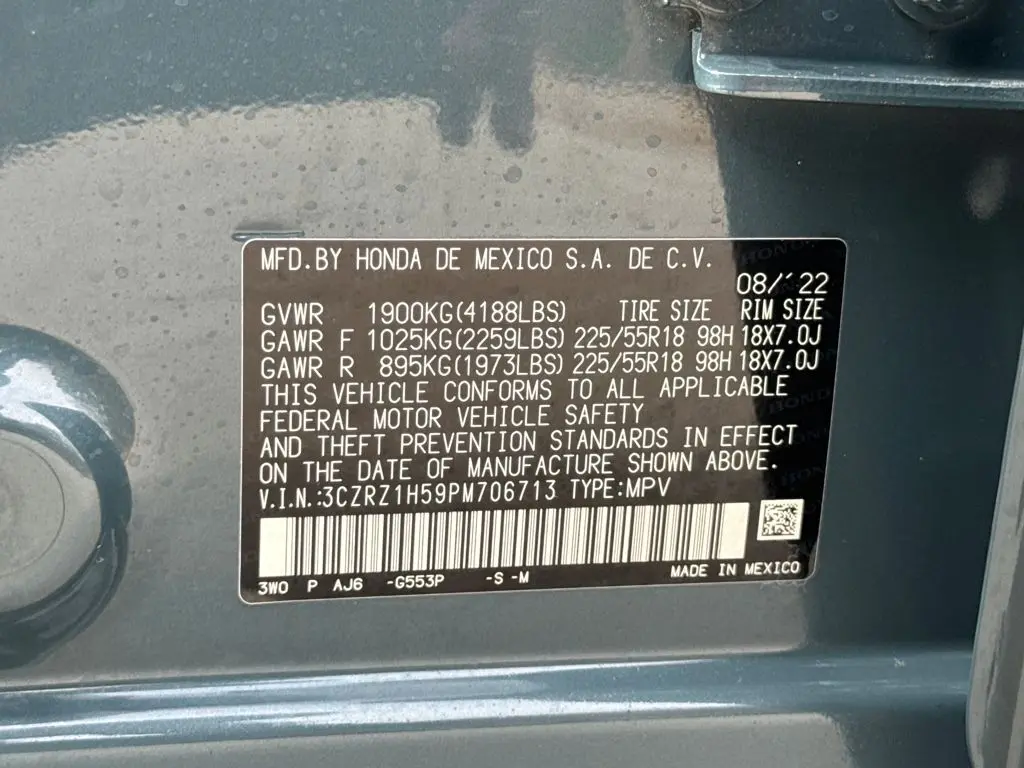 MFD.BY HONDA DE MEXICO S.A. DE C.V.
08/´22
GVWR 1900KG(4188LBS) TIRE SIZE RIM SIZE
GAWR F 1025KG(2259LBS) 225/55R18 98H 18X7.0J
GAWR R 895KG(1973LBS) 225/55R18 98H 18X7.0J
THIS VEHICLE CONFORMS TO ALL APPLICABLE
FEDERAL MOTOR VEHICLE SAFETY
AND THEFT PREVENTION STANDARDS IN EFFECT
ON THE DATE OF MANUFACTURE SHOWN ABOVE.
V.I.N.:3CZRZ1H59PM706713 TYPE:MPV
3W0 P AJ6 -G553P -S -M MADE IN MEXICO